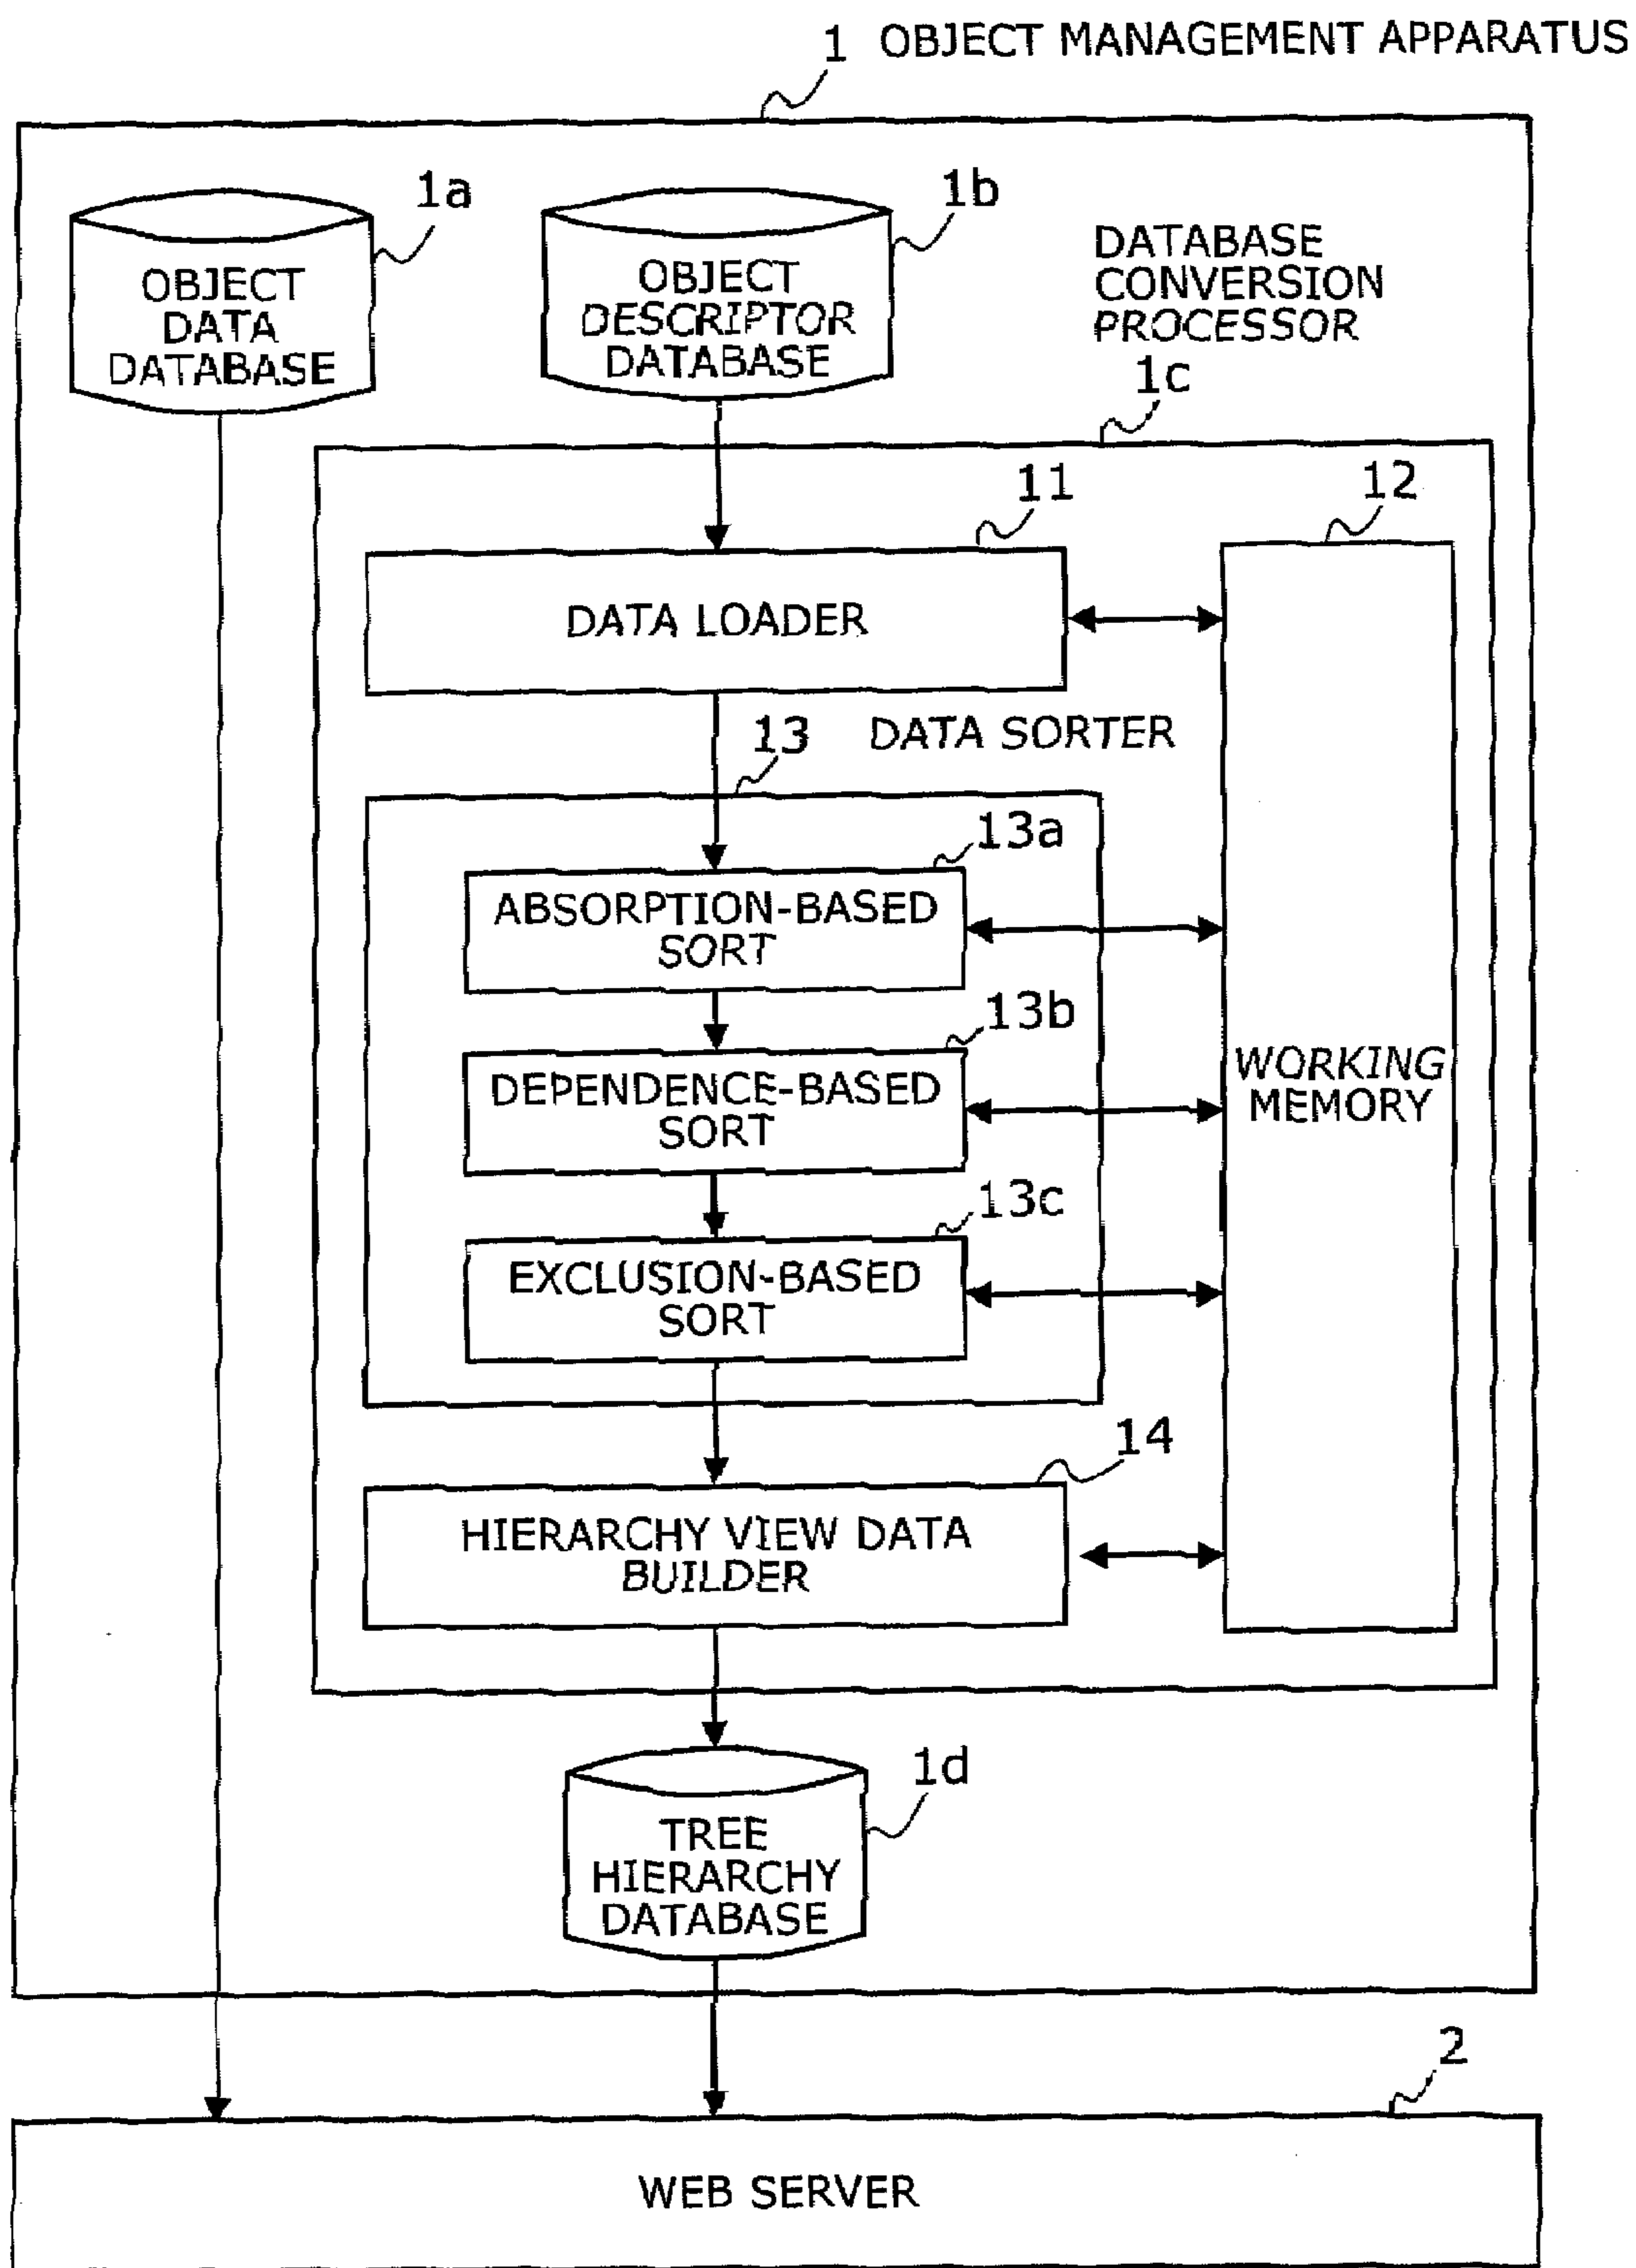 1 OBJECT MANAGEMENT APPARATUS
1a
OBJECT
DATA
DATABASE
1b
OBJECT
DESCRIPTOR
DATABASE
DATABASE
CONVERSION
PROCESSOR
1c
11
DATA LOADER
12
WORKING
MEMORY
13 DATA SORTER
13a
ABSORPTION-BASED
SORT
13b
DEPENDENCE-BASED
SORT
13c
EXCLUSION-BASED
SORT
14
HIERARCHY VIEW DATA
BUILDER
1d
TREE
HIERARCHY
DATABASE
2
WEB SERVER